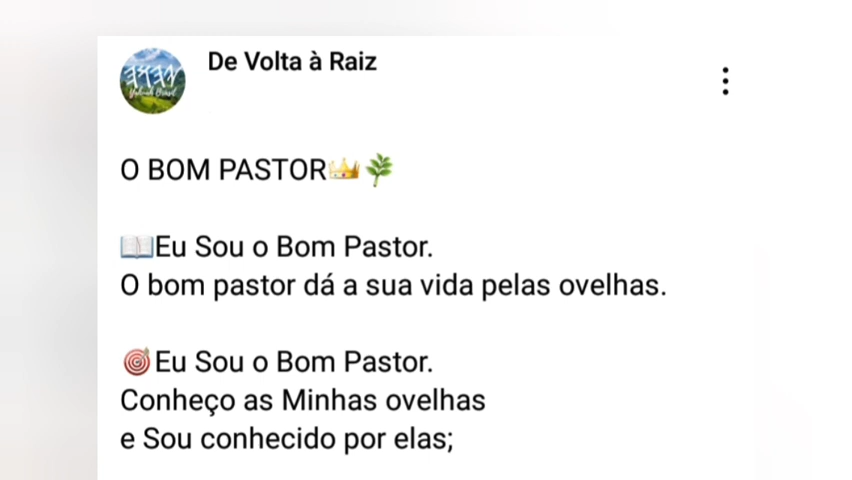 De Volta à Raiz
O BOM PASTOR👑🌿
📖Eu Sou o Bom Pastor.
O bom pastor dá a sua vida pelas ovelhas.
🎯Eu Sou o Bom Pastor.
Conheço as Minhas ovelhas
e Sou conhecido por elas;